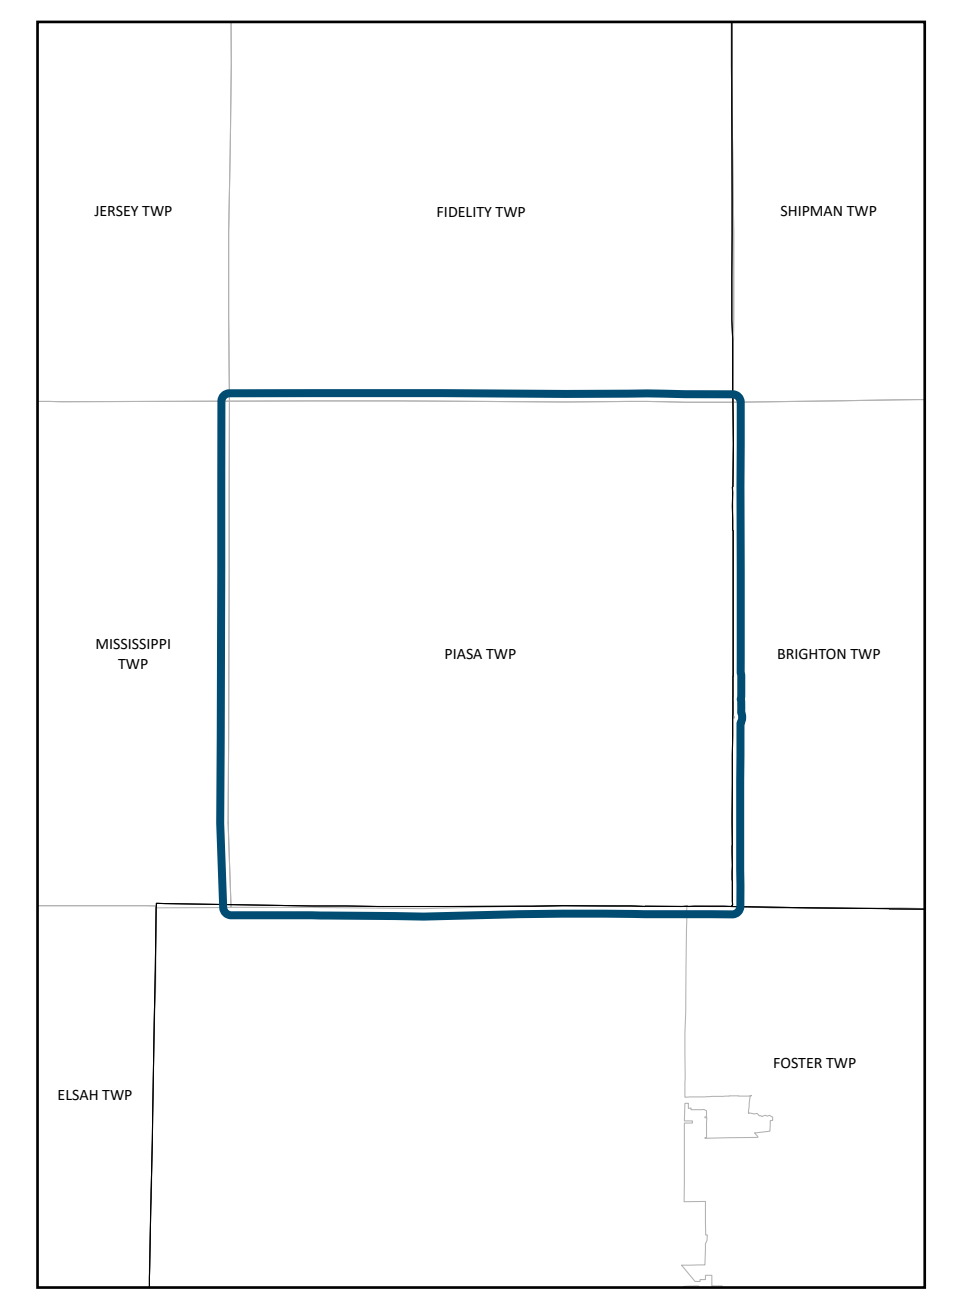 JERSEY TWP
FIDELITY TWP
SHIPMAN TWP
MISSISSIPPI
TWP
PIASA TWP
BRIGHTON TWP
ELSAH TWP
FOSTER TWP